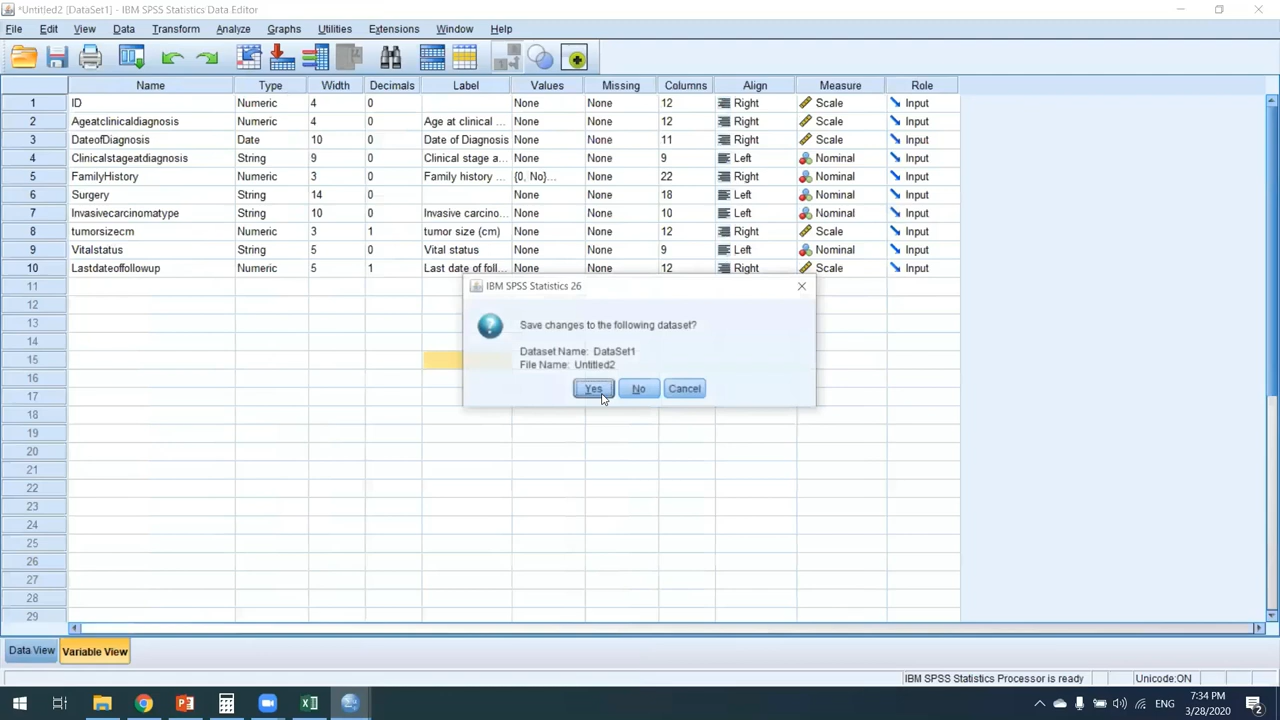 *Untitled2 [DataSet1] - IBM SPSS Statistics Data Editor
File Edit View Data Transform Analyze Graphs Utilities Extensions Window Help
Name Type Width Decimals Label Values Missing Columns Align Measure Role
1 ID Numeric 4 0 None None 12 Right Scale Input
2 Ageatclinicaldiagnosis Numeric 4 0 Age at clinical ... None None 12 Right Scale Input
3 DateofDiagnosis Date 10 0 Date of Diagnosis None None 11 Right Scale Input
4 Clinicalstageatdiagnosis String 9 0 Clinical stage a... None None 9 Left Nominal Input
5 FamilyHistory Numeric 3 0 Family history ... {0, No}... None 22 Right Nominal Input
6 Surgery String 14 0 None None 18 Left Nominal Input
7 Invasivecarcinomatype String 10 0 Invasive carcino... None None 10 Left Nominal Input
8 tumorsizecm Numeric 3 1 tumor size (cm) None None 12 Right Scale Input
9 Vitalstatus String 5 0 Vital status None None 9 Left Nominal Input
10 Lastdateoffollowup Numeric 5 1 Last date of foll... None None 12 Right Scale Input
11
12
13
14
15
16
17
18
19
20
21
22
23
24
25
26
27
28
29
IBM SPSS Statistics 26
Save changes to the following dataset?
Dataset Name: DataSet1
File Name: Untitled2
Yes No Cancel
Data View Variable View
IBM SPSS Statistics Processor is ready Unicode:ON
ENG 7:34 PM
3/28/2020 2